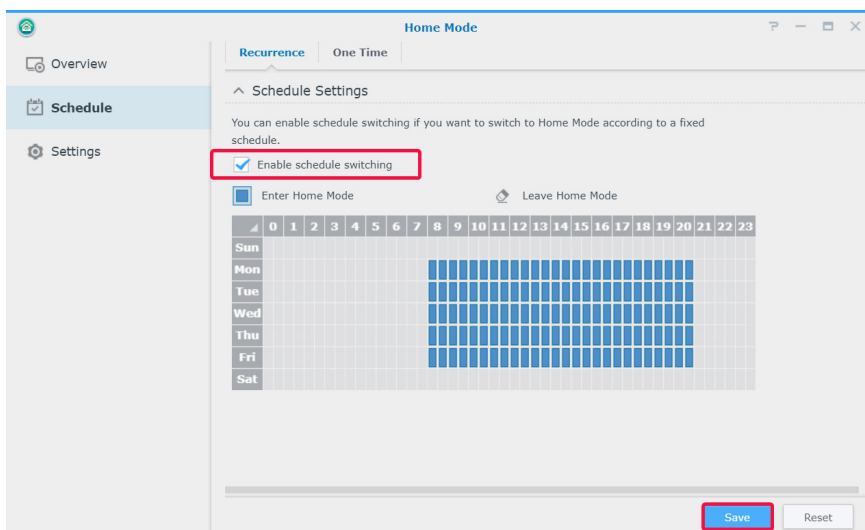 Home Mode
Overview
Schedule
Settings
Recurrence One Time
Schedule Settings
You can enable schedule switching if you want to switch to Home Mode according to a fixed
schedule.
Enable schedule switching
Enter Home Mode Leave Home Mode
0 1 2 3 4 5 6 7 8 9 10 11 12 13 14 15 16 17 18 19 20 21 22 23
Sun
Mon
Tue
Wed
Thu
Fri
Sat
Save Reset